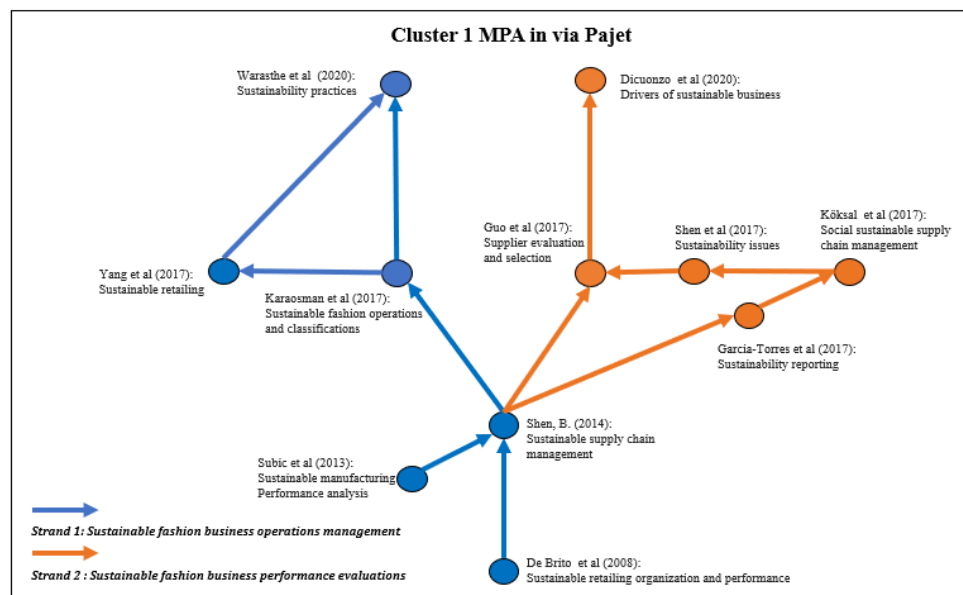 Cluster 1 MPA in via Pajet
Warasthe et al (2020):
Sustainability practices
Dicuonzo et al (2020):
Drivers of sustainable business
Guo et al (2017):
Supplier evaluation
and selection
Shen et al (2017):
Sustainability issues
Köksal et al (2017):
Social sustainable supply
chain management
Yang et al (2017):
Sustainable retailing
Karaosman et al (2017):
Sustainable fashion operations
and classifications
Garcia-Torres et al (2017):
Sustainability reporting
Shen, B. (2014):
Sustainable supply chain
management
Subic et al (2013):
Sustainable manufacturing
Performance analysis
Strand 1: Sustainable fashion business operations management
Strand 2 : Sustainable fashion business performance evaluations
De Brito et al (2008):
Sustainable retailing organization and performance